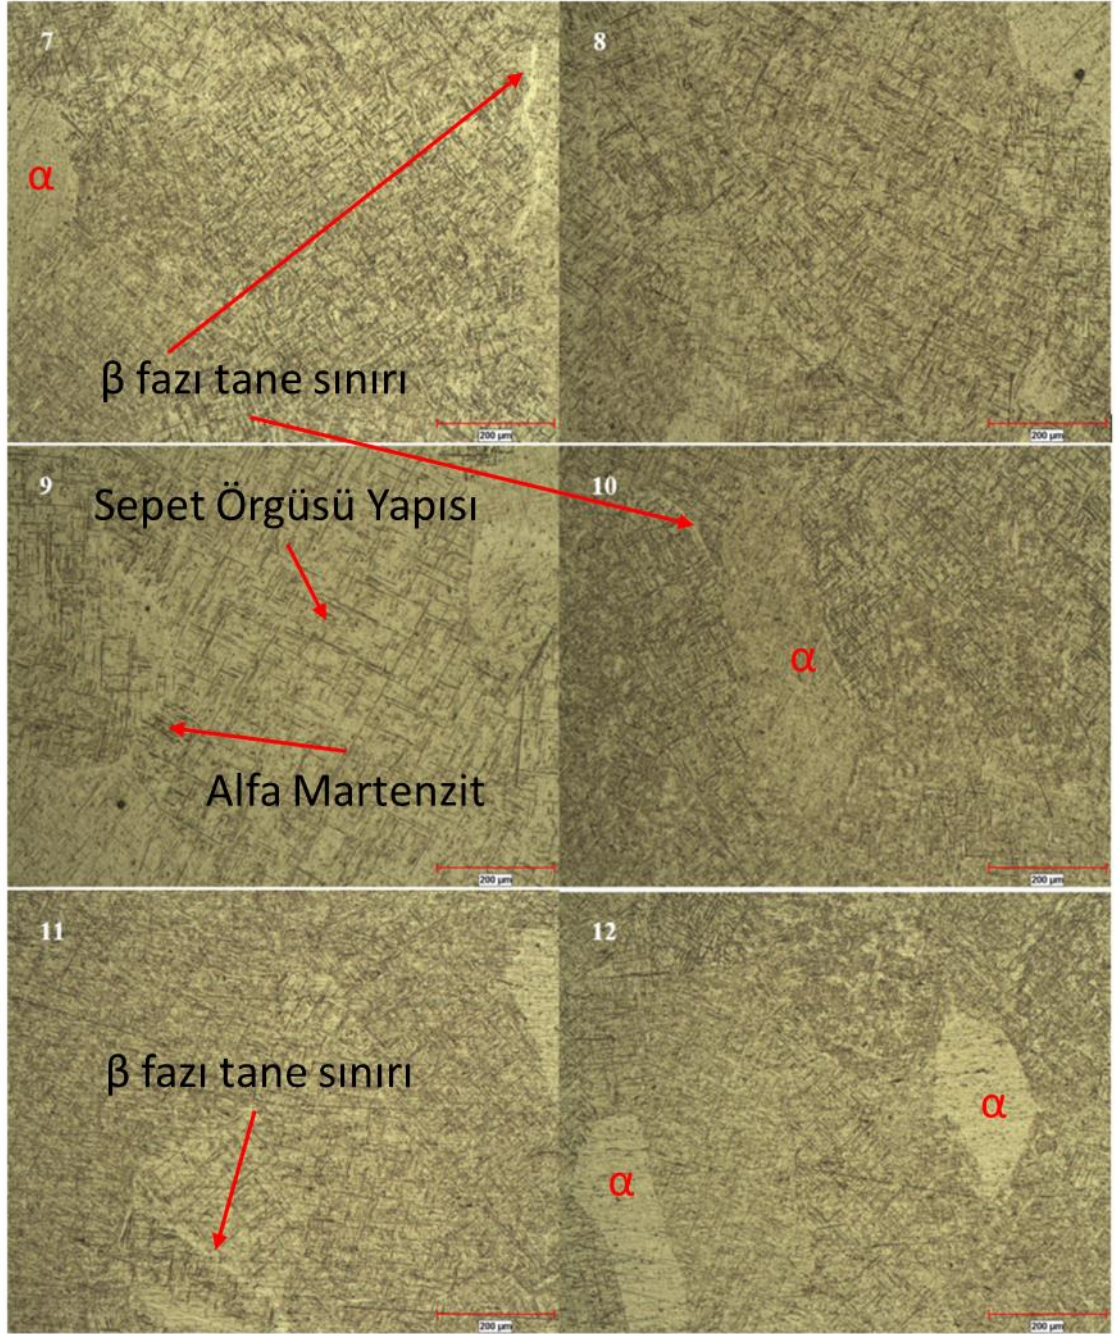 7
8
α
β fazı tane sınırı
200 µm
200 µm
9
10
Sepet Örgüsü Yapısı
α
Alfa Martenzit
200 µm
200 µm
11
12
β fazı tane sınırı
α
α
200 µm
200 µm